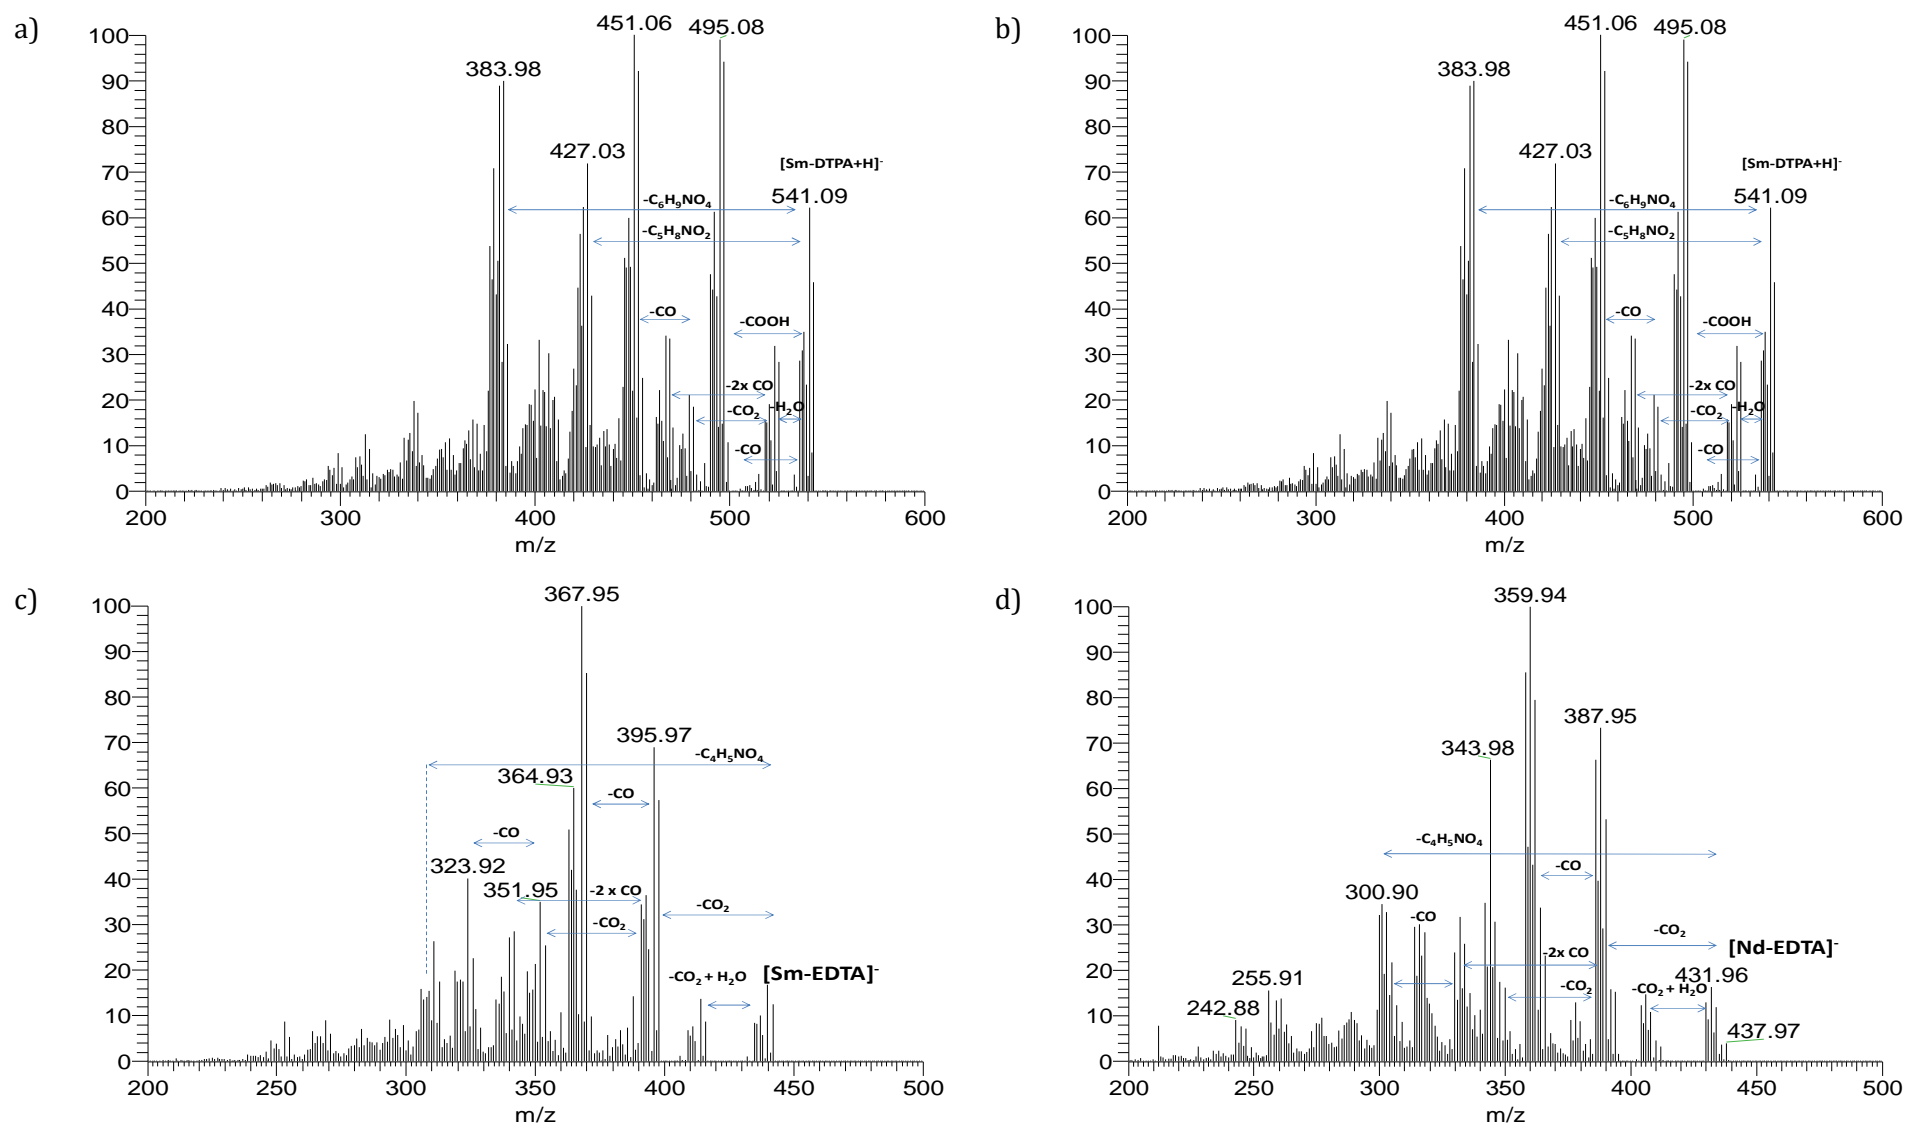 a)
451.06 495.08
100
90
383.98
80
427.03
70
[Sm-DTPA+H]-
541.09
-C6H9NO4
60
-C5H8NO2
50
40
-CO
-COOH
30
-2x CO
20
-CO2
-H2O
10
-CO
0
200 300 400 500 600
m/z
b)
451.06 495.08
100
90
383.98
80
427.03
70
[Sm-DTPA+H]-
541.09
-C6H9NO4
60
-C5H8NO2
50
40
-CO
-COOH
30
-2x CO
20
-CO2
-H2O
10
-CO
0
200 300 400 500 600
m/z
c)
367.95
100
90
80
395.97
70
-C4H5NO4
364.93
60
-CO
50
-CO
323.92
40
351.95
-2 x CO
-CO2
30
-CO2
20
-CO2 + H2O
[Sm-EDTA]-
10
0
200 250 300 350 400 450 500
m/z
d)
359.94
100
90
80
387.95
343.98
70
60
50
-C4H5NO4
-CO
40
300.90
-CO
30
-CO2
-2x CO
[Nd-EDTA]-
20
255.91
431.96
-CO2
-CO2 + H2O
242.88
10
437.97
0
200 250 300 350 400 450 500
m/z